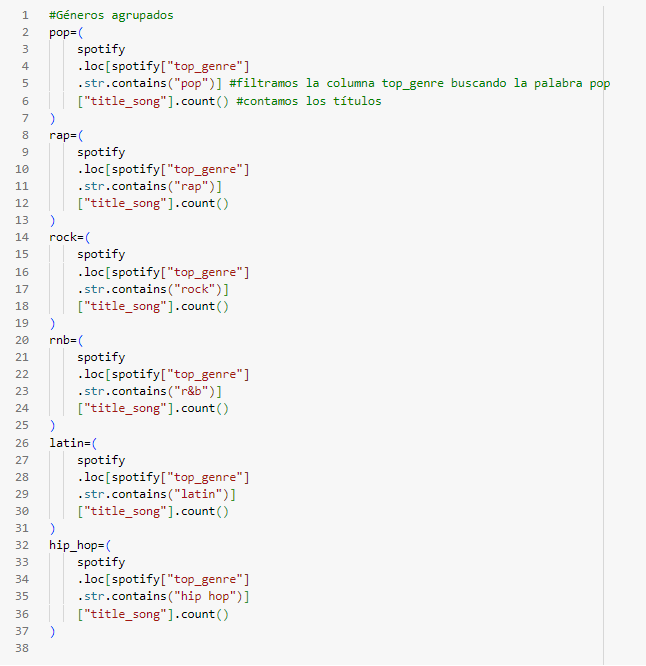 1 #Géneros agrupados
2 pop=(
3     spotify
4     .loc[spotify["top_genre"]
5     .str.contains("pop")] #filtramos la columna top_genre buscando la palabra pop
6     ["title_song"].count() #contamos los títulos
7 )
8 rap=(
9     spotify
10     .loc[spotify["top_genre"]
11     .str.contains("rap")]
12     ["title_song"].count()
13 )
14 rock=(
15     spotify
16     .loc[spotify["top_genre"]
17     .str.contains("rock")]
18     ["title_song"].count()
19 )
20 rnb=(
21     spotify
22     .loc[spotify["top_genre"]
23     .str.contains("r&b")]
24     ["title_song"].count()
25 )
26 latin=(
27     spotify
28     .loc[spotify["top_genre"]
29     .str.contains("latin")]
30     ["title_song"].count()
31 )
32 hip_hop=(
33     spotify
34     .loc[spotify["top_genre"]
35     .str.contains("hip hop")]
36     ["title_song"].count()
37 )
38